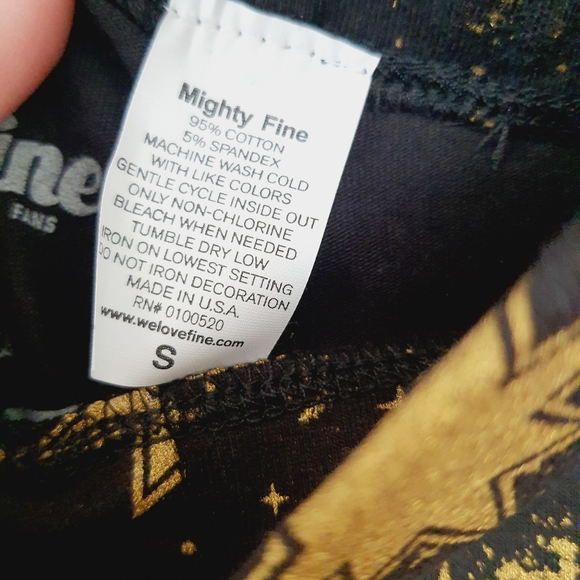 Mighty Fine
95% COTTON
5% SPANDEX
MACHINE WASH COLD
WITH LIKE COLORS
GENTLE CYCLE INSIDE OUT
ONLY NON-CHLORINE
BLEACH WHEN NEEDED
TUMBLE DRY LOW
IRON ON LOWEST SETTING
DO NOT IRON DECORATION
MADE IN U.S.A.
RN# 0100520
www.welovefine.com
S
ine
FANS